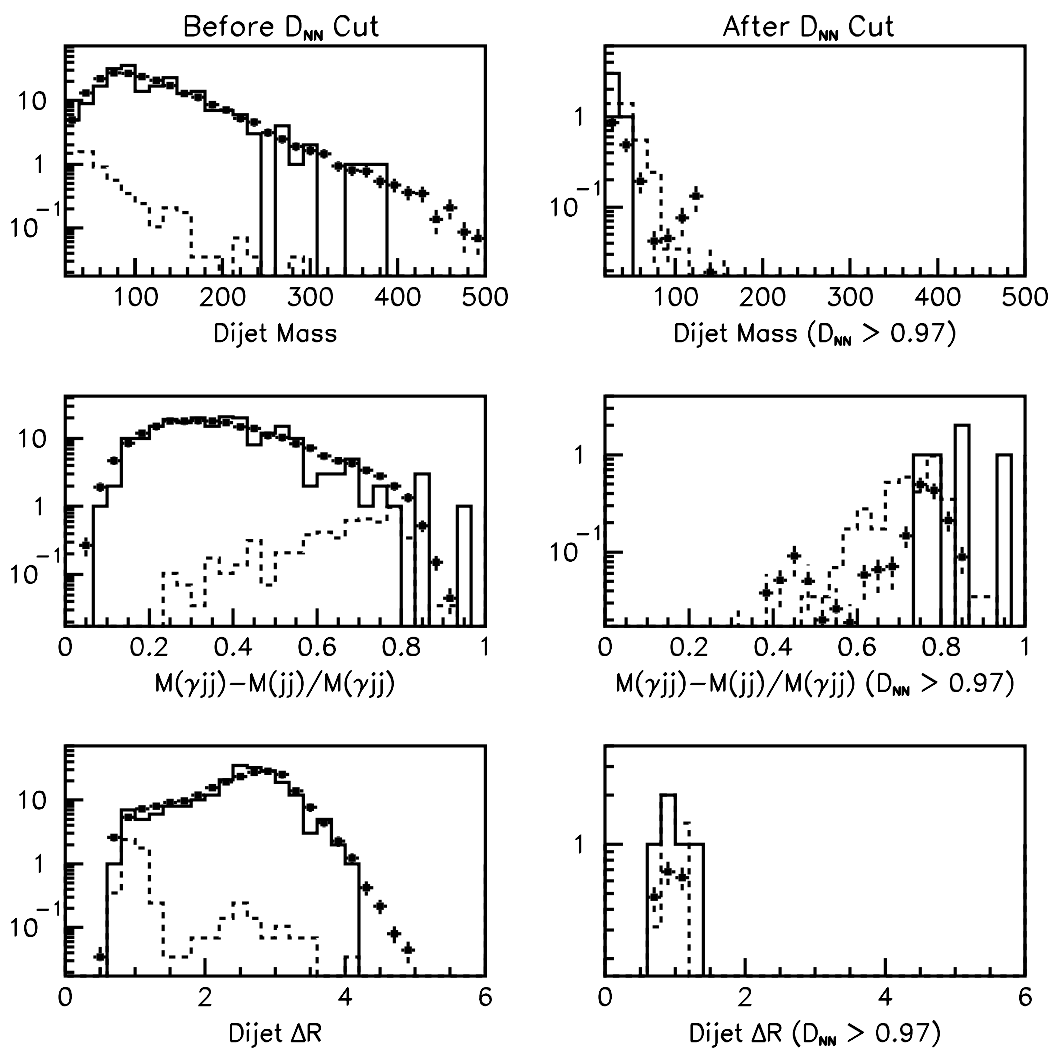 Before D_NN Cut
After D_NN Cut
10
1
10^-1
100 200 300 400 500
Dijet Mass
1
10^-1
100 200 300 400 500
Dijet Mass (D_NN > 0.97)
10
1
10^-1
0 0.2 0.4 0.6 0.8 1
M(γjj)−M(jj)/M(γjj)
1
10^-1
0 0.2 0.4 0.6 0.8 1
M(γjj)−M(jj)/M(γjj) (D_NN > 0.97)
10
1
10^-1
0 2 4 6
Dijet ΔR
1
0 2 4 6
Dijet ΔR (D_NN > 0.97)